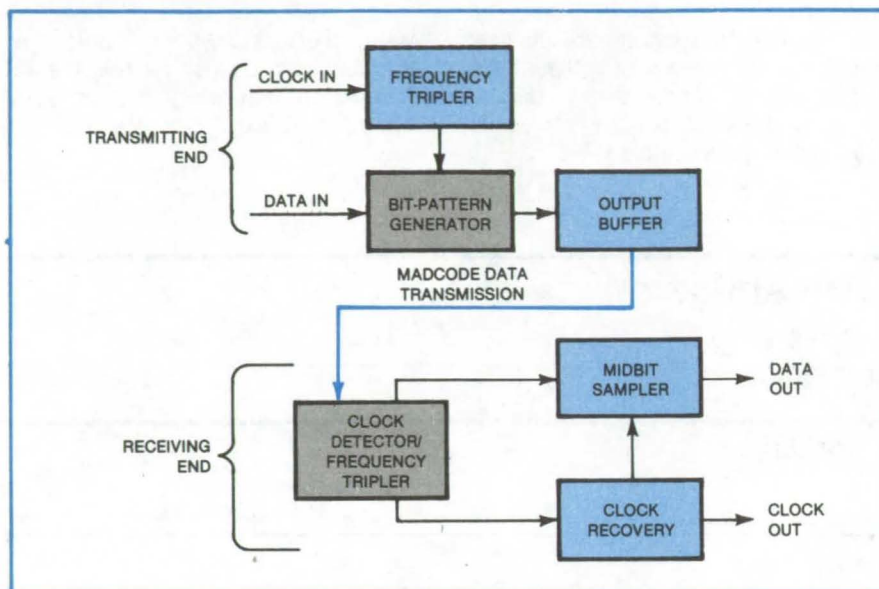 CLOCK IN
FREQUENCY
TRIPLER
TRANSMITTING
END
DATA IN
BIT-PATTERN
GENERATOR
OUTPUT
BUFFER
MADCODE DATA
TRANSMISSION
RECEIVING
END
CLOCK
DETECTOR/
FREQUENCY
TRIPLER
MIDBIT
SAMPLER
DATA
OUT
CLOCK
RECOVERY
CLOCK
OUT